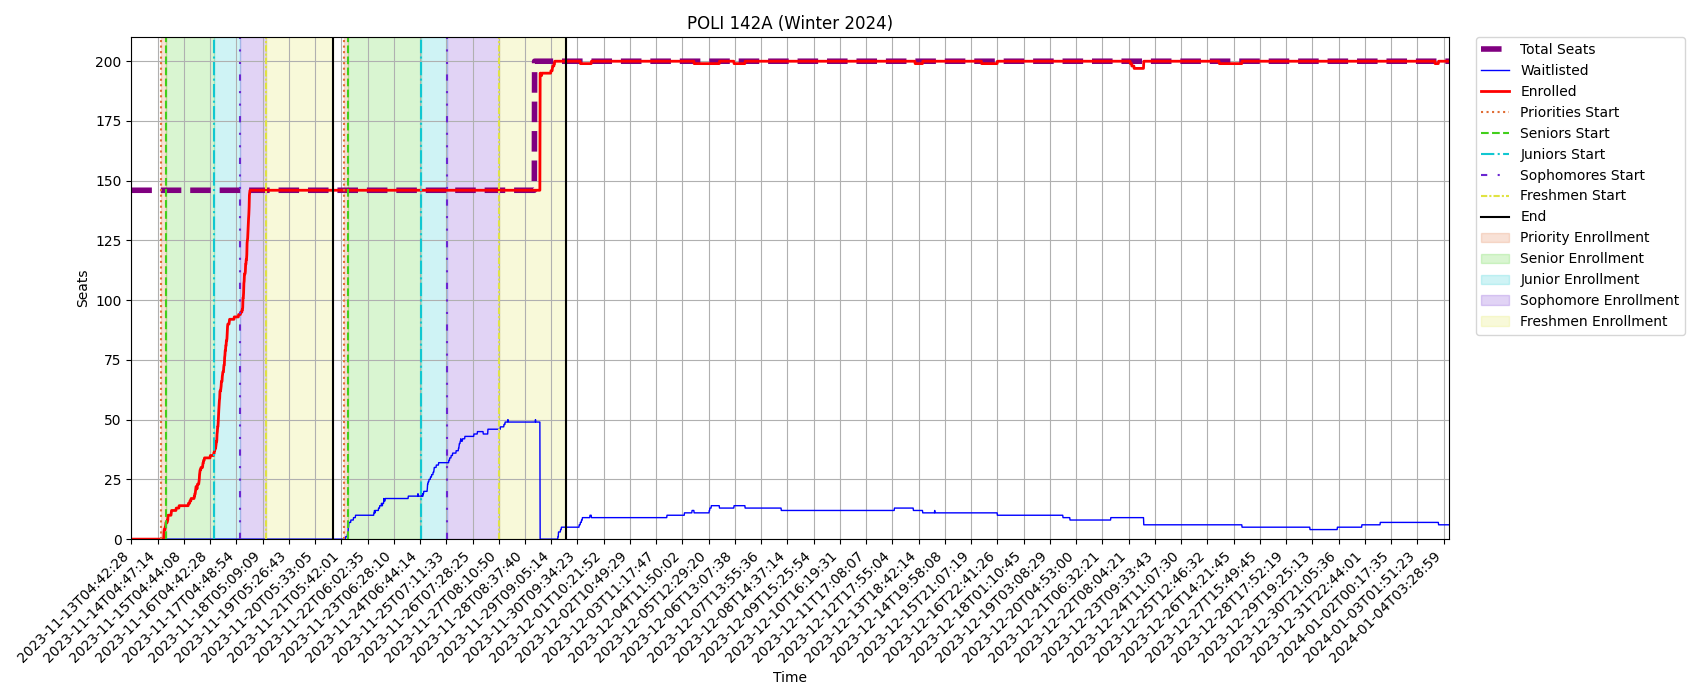 POLI 142A (Winter 2024)
200
175
150
125
100
75
50
25
0
Seats
2023-11-13T04:42:28
2023-11-14T04:47:14
2023-11-15T04:44:08
2023-11-16T04:42:28
2023-11-17T04:48:54
2023-11-18T05:09:09
2023-11-19T05:26:43
2023-11-20T05:33:05
2023-11-21T05:42:01
2023-11-22T06:02:35
2023-11-23T06:28:10
2023-11-24T06:44:14
2023-11-25T07:11:33
2023-11-26T07:28:25
2023-11-28T08:10:50
2023-11-28T08:37:40
2023-11-29T09:05:14
2023-11-30T09:34:23
2023-12-01T10:21:52
2023-12-02T10:49:29
2023-12-03T11:17:47
2023-12-04T11:50:02
2023-12-05T12:29:20
2023-12-06T13:07:38
2023-12-07T13:55:36
2023-12-08T14:37:14
2023-12-09T15:25:54
2023-12-10T16:19:31
2023-12-11T17:08:07
2023-12-12T17:55:04
2023-12-13T18:42:14
2023-12-14T19:58:08
2023-12-15T21:07:19
2023-12-16T22:41:26
2023-12-18T01:10:45
2023-12-19T03:08:29
2023-12-20T04:53:00
2023-12-21T06:32:21
2023-12-22T08:04:21
2023-12-23T09:33:43
2023-12-24T11:07:30
2023-12-25T12:46:32
2023-12-26T14:21:45
2023-12-27T15:49:45
2023-12-28T17:52:19
2023-12-29T19:25:13
2023-12-30T21:05:36
2023-12-31T22:44:01
2024-01-02T00:17:35
2024-01-03T01:51:23
2024-01-04T03:28:59
Time
Total Seats
Waitlisted
Enrolled
Priorities Start
Seniors Start
Juniors Start
Sophomores Start
Freshmen Start
End
Priority Enrollment
Senior Enrollment
Junior Enrollment
Sophomore Enrollment
Freshmen Enrollment